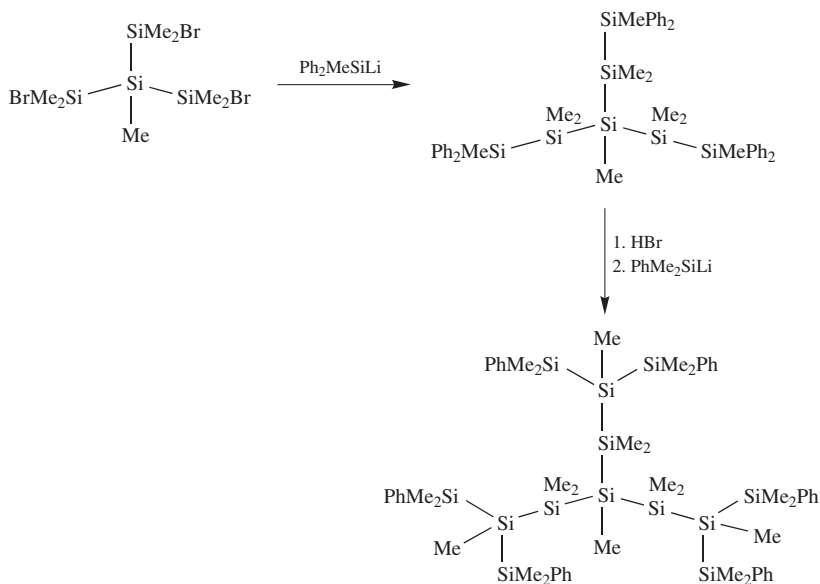 SiMe2Br
Si
BrMe2Si
SiMe2Br
Me
Ph2MeSiLi
SiMePh2
SiMe2
Me2
Si
Me2
Ph2MeSi
Si
Si
SiMePh2
Me
1. HBr
2. PhMe2SiLi
Me
PhMe2Si
SiMe2Ph
Si
SiMe2
PhMe2Si
Me2
Me2
SiMe2Ph
Si
Si
Si
Si
Si
Me
Me
Me
SiMe2Ph
SiMe2Ph